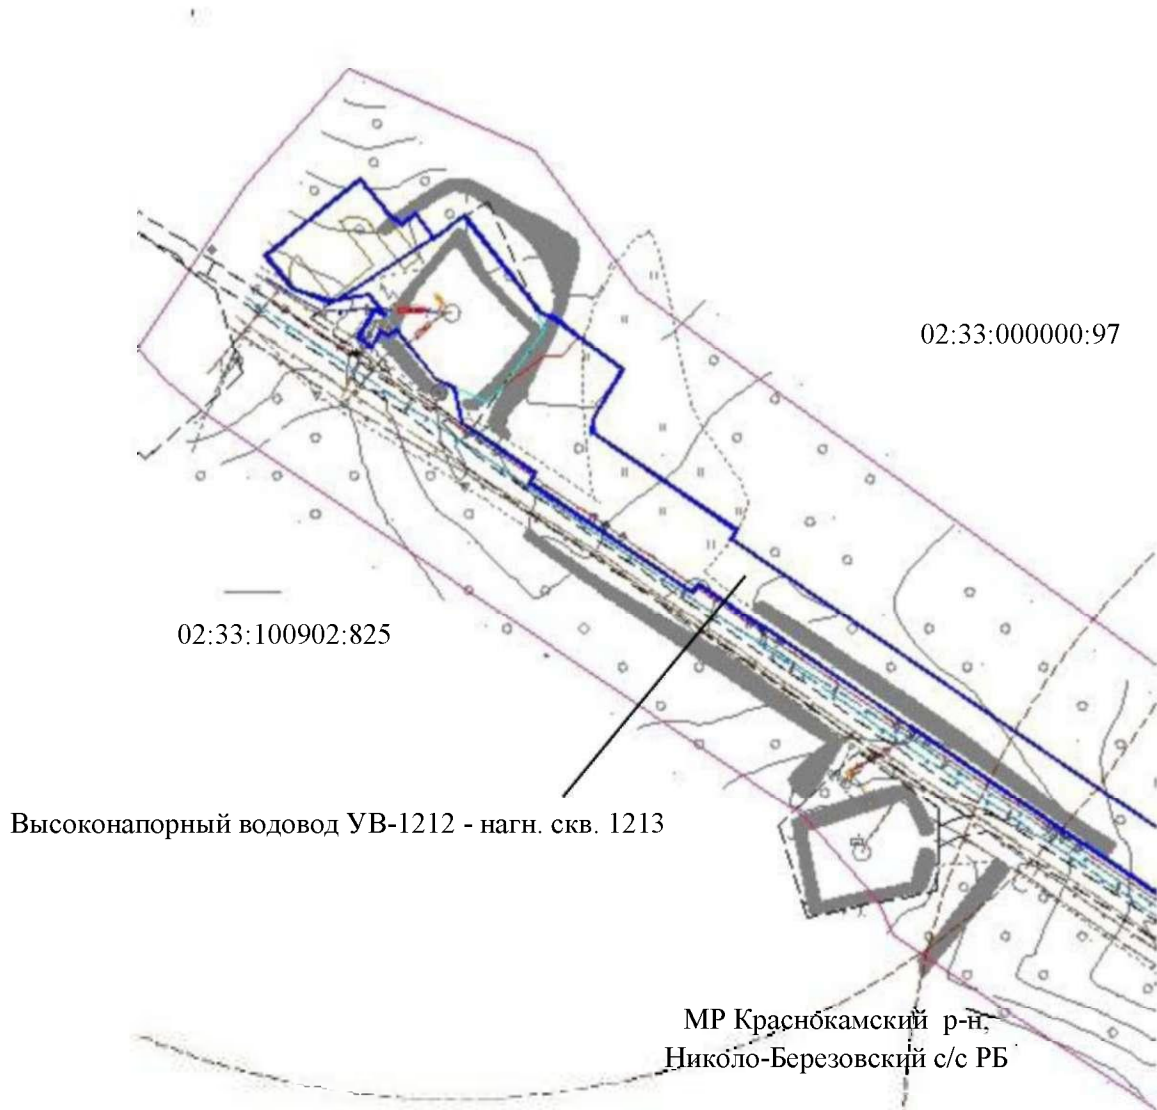 02:33:000000:97
02:33:100902:825
Высоконапорный водовод УВ-1212 - нагн. скв. 1213
МР Краснокамский р-н,
Николо-Березовский с/с РБ